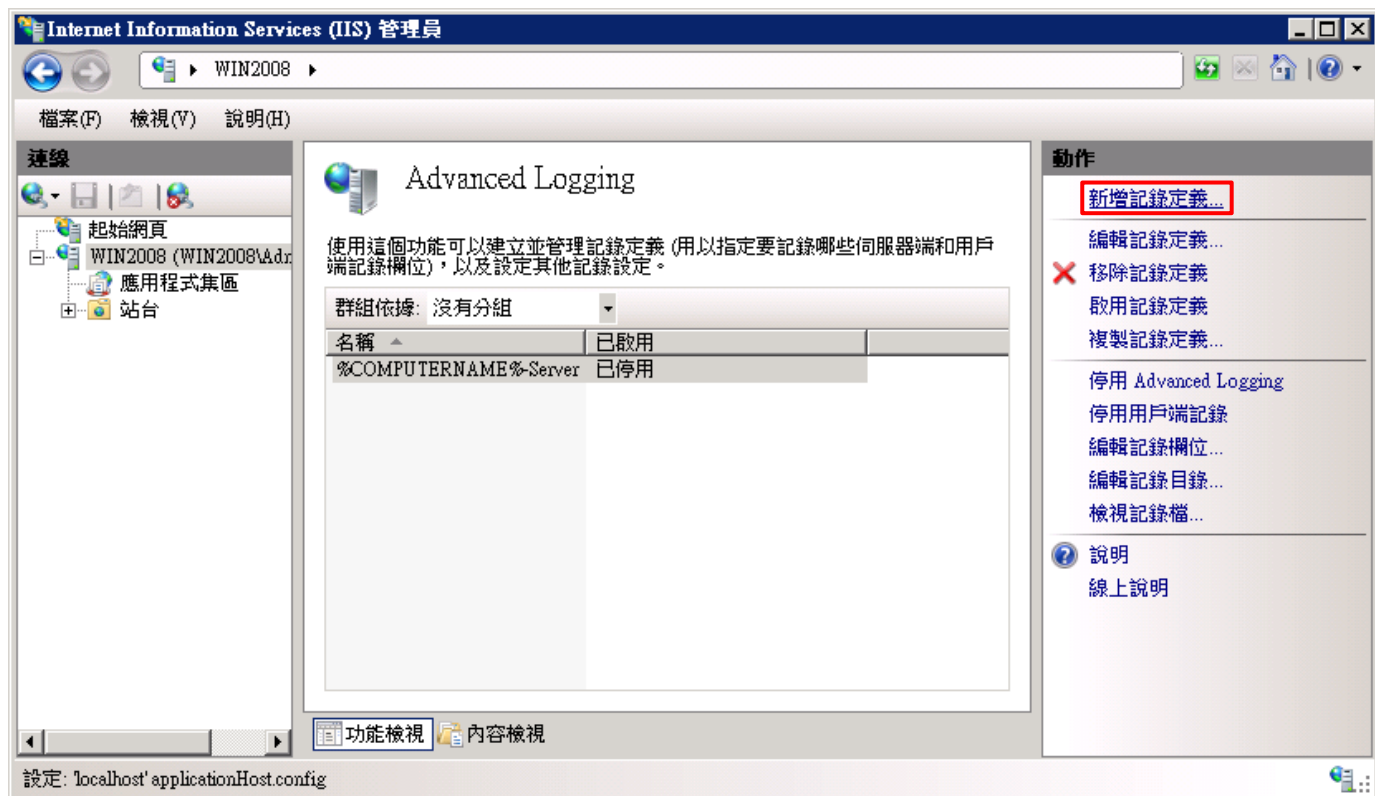 Internet Information Services (IIS) 管理員
WIN2008
檔案(F) 檢視(V) 說明(H)
連線
起始網頁
WIN2008 (WIN2008\Adr
應用程式集區
站台
Advanced Logging
使用這個功能可以建立並管理記錄定義 (用以指定要記錄哪些伺服器端和用戶
端記錄欄位)，以及設定其他記錄設定。
群組依據: 沒有分組
名稱 已啟用
%COMPUTERNAME%-Server 已停用
功能檢視 內容檢視
動作
新增記錄定義...
編輯記錄定義...
移除記錄定義
啟用記錄定義
複製記錄定義...
停用 Advanced Logging
停用用戶端記錄
編輯記錄欄位...
編輯記錄目錄...
檢視記錄檔...
說明
線上說明
設定: 'localhost' applicationHost.config